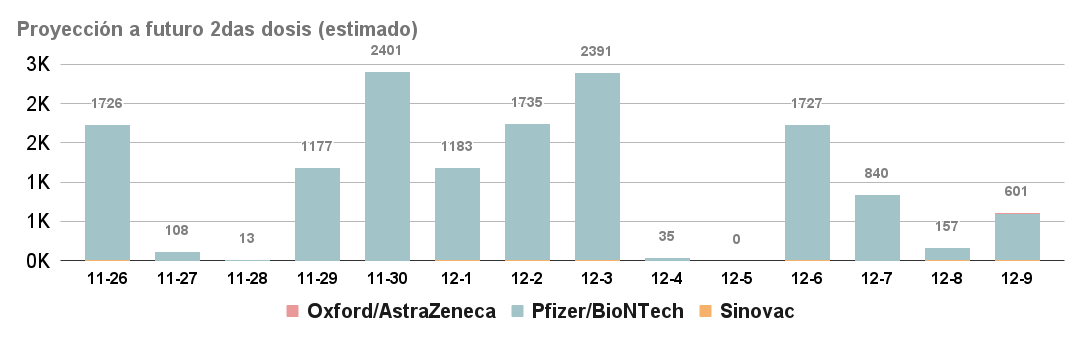 Proyección a futuro 2das dosis (estimado)
3K
2K
2K
1K
1K
0K
1726
108
13
1177
2401
1183
1735
2391
35
0
1727
840
157
601
11-26 11-27 11-28 11-29 11-30 12-1 12-2 12-3 12-4 12-5 12-6 12-7 12-8 12-9
Oxford/AstraZeneca Pfizer/BioNTech Sinovac